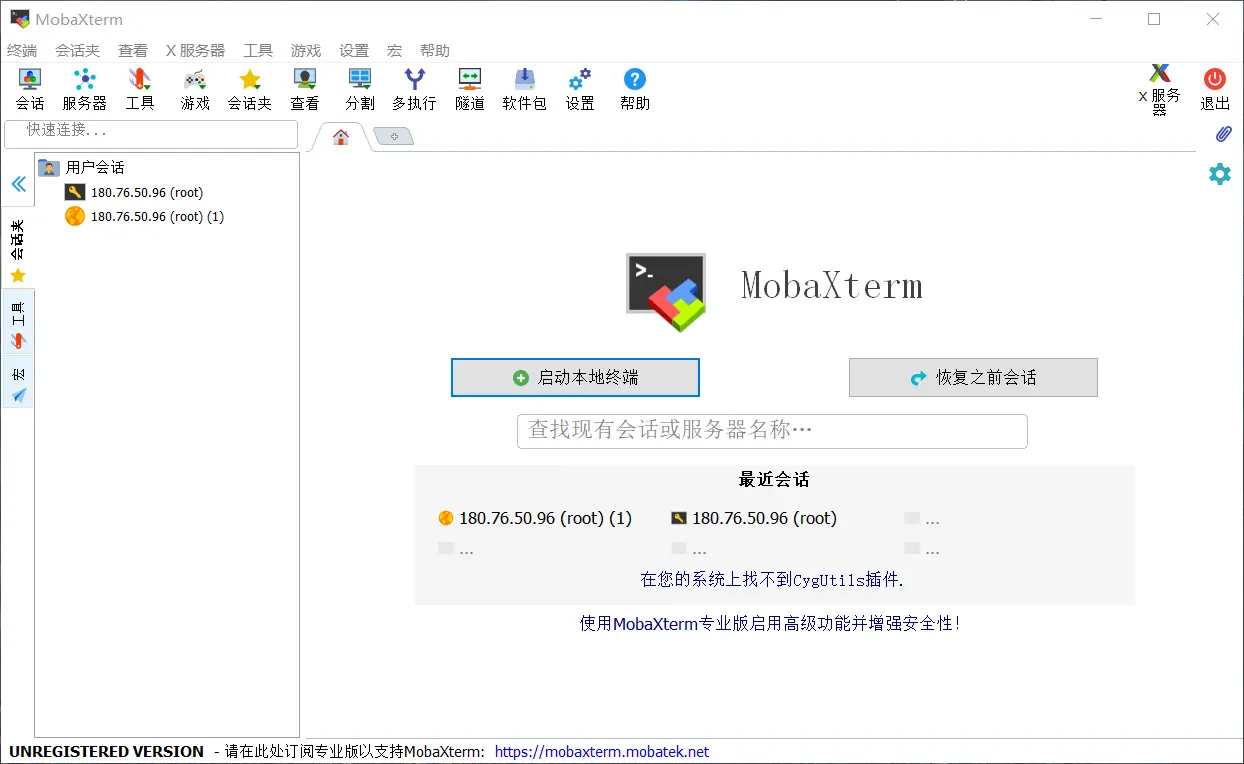 MobaXterm
终端 会话夹 查看 X 服务器 工具 游戏 设置 宏 帮助
会话 服务器 工具 游戏 会话夹 查看 分割 多执行 隧道 软件包 设置 帮助 X 服务器 退出
快速连接...
用户会话
180.76.50.96 (root)
180.76.50.96 (root) (1)
会话夹
工具
宏
>_
MobaXterm
启动本地终端 恢复之前会话
查找现有会话或服务器名称…
最近会话
180.76.50.96 (root) (1) 180.76.50.96 (root) ...
... ... ...
在您的系统上找不到CygUtils插件.
使用MobaXterm专业版启用高级功能并增强安全性!
UNREGISTERED VERSION - 请在此处订阅专业版以支持MobaXterm: https://mobaxterm.mobatek.net